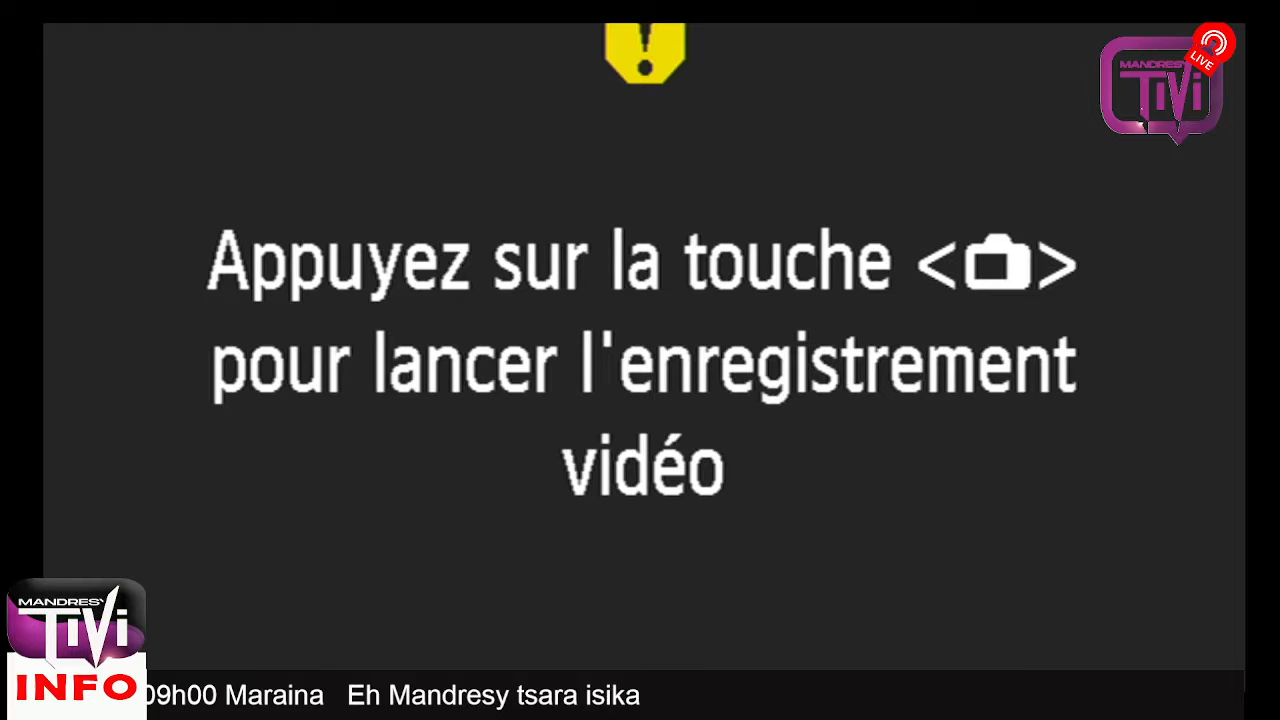 MANDRESY
TiVi
LIVE
Appuyez sur la touche < >
pour lancer l'enregistrement
vidéo
MANDRESY
TiVi
INFO
09h00 Maraina Eh Mandresy tsara isika